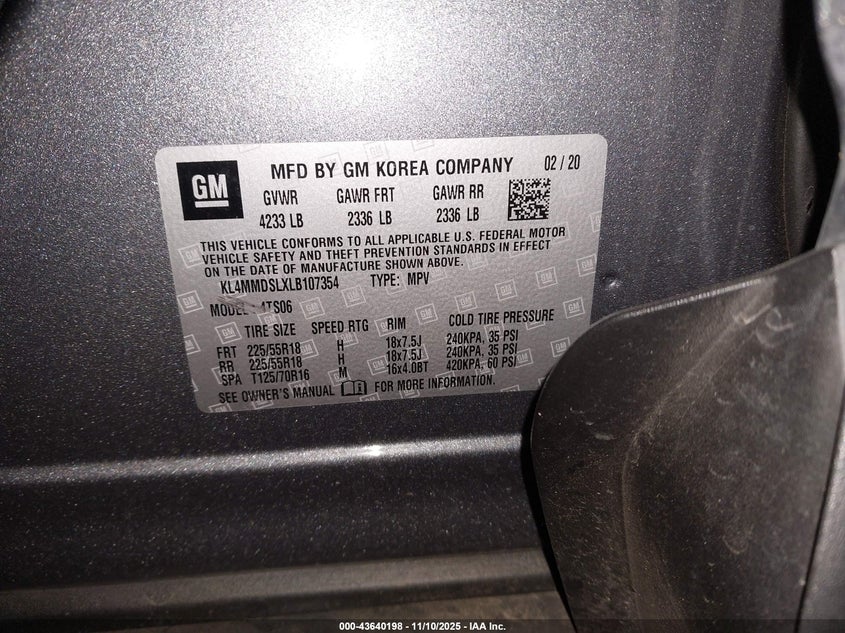 GM
MFD BY GM KOREA COMPANY 02 / 20
GVWR GAWR FRT GAWR RR
4233 LB 2336 LB 2336 LB
THIS VEHICLE CONFORMS TO ALL APPLICABLE U.S. FEDERAL MOTOR
VEHICLE SAFETY AND THEFT PREVENTION STANDARDS IN EFFECT
ON THE DATE OF MANUFACTURE SHOWN ABOVE.
KL4MMDSLXLB107354 TYPE: MPV
MODEL: 4TS06
TIRE SIZE SPEED RTG RIM COLD TIRE PRESSURE
FRT 225/55R18 H 18x7.5J 240KPA, 35 PSI
RR 225/55R18 H 18x7.5J 240KPA, 35 PSI
SPA T125/70R16 M 16x4.0BT 420KPA, 60 PSI
SEE OWNER'S MANUAL FOR MORE INFORMATION.
000-43640198 - 11/10/2025 - IAA Inc.